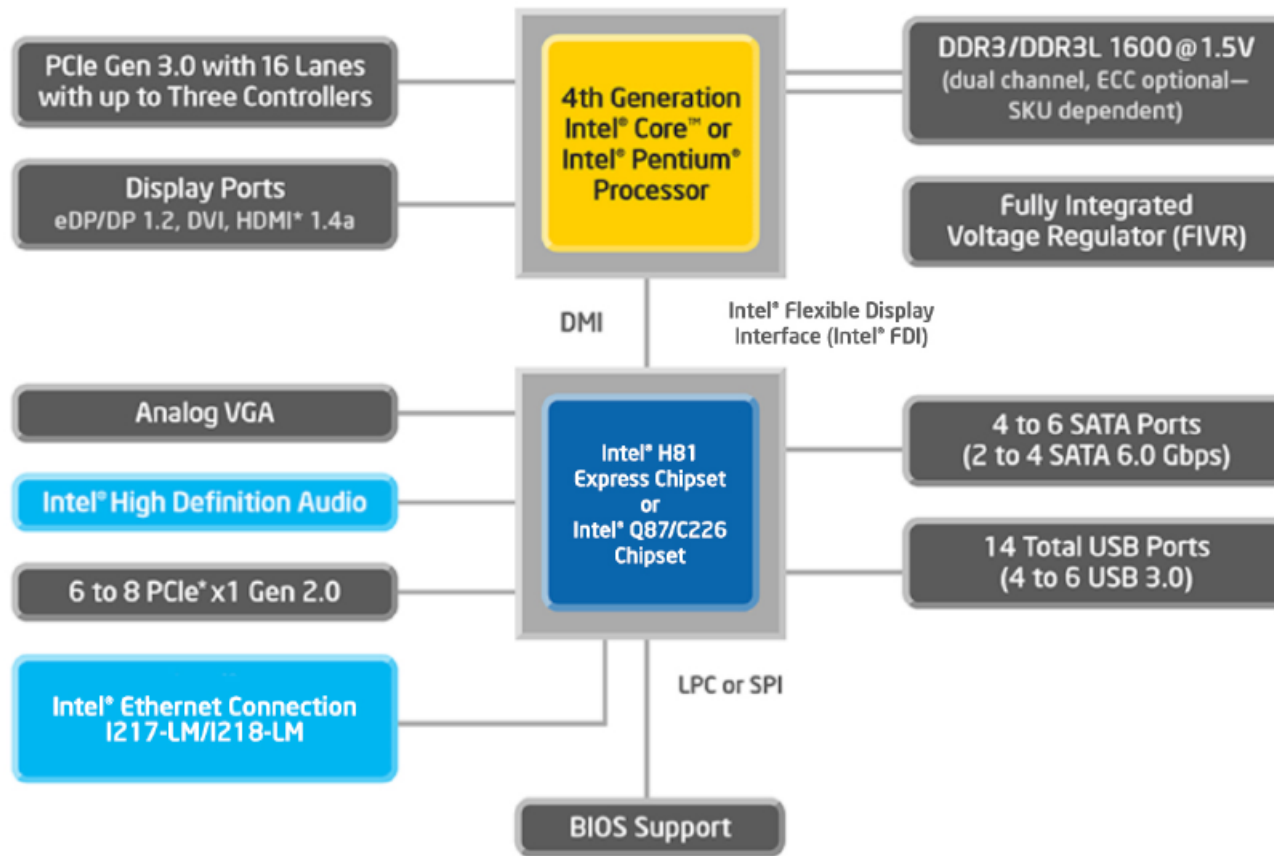 PCIe Gen 3.0 with 16 Lanes
with up to Three Controllers
Display Ports
eDP/DP 1.2, DVI, HDMI* 1.4a
4th Generation
Intel® Core™ or
Intel® Pentium®
Processor
DDR3/DDR3L 1600 @ 1.5V
(dual channel, ECC optional—
SKU dependent)
Fully Integrated
Voltage Regulator (FIVR)
DMI
Intel® Flexible Display
Interface (Intel® FDI)
Analog VGA
Intel® High Definition Audio
6 to 8 PCIe* x1 Gen 2.0
Intel® Ethernet Connection
I217-LM/I218-LM
Intel® H81
Express Chipset
or
Intel® Q87/C226
Chipset
4 to 6 SATA Ports
(2 to 4 SATA 6.0 Gbps)
14 Total USB Ports
(4 to 6 USB 3.0)
LPC or SPI
BIOS Support